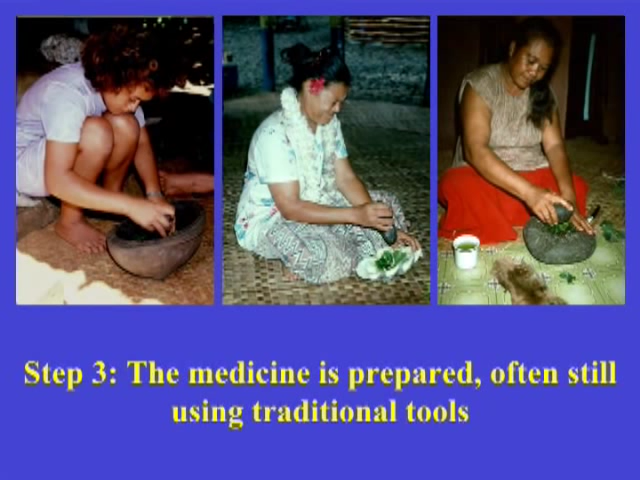 Step 3: The medicine is prepared, often still
using traditional tools